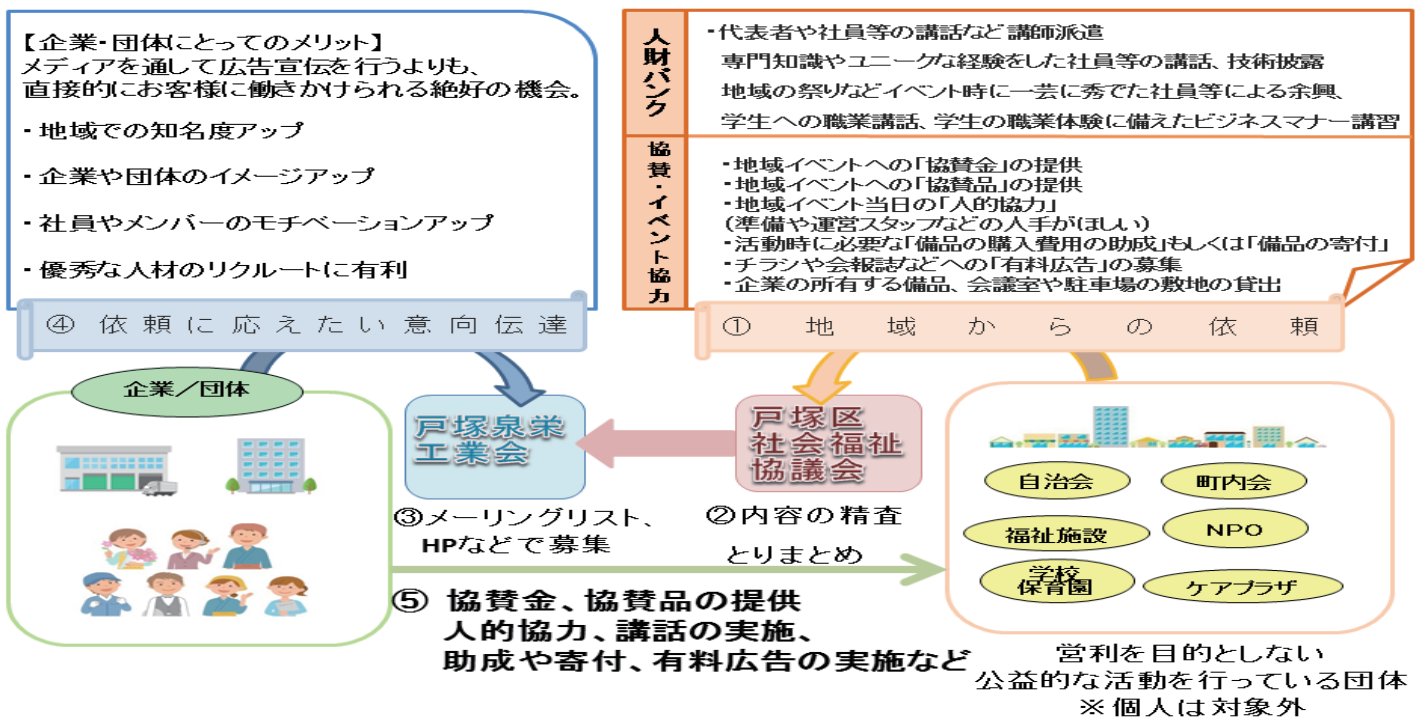 【企業・団体にとってのメリット】
メディアを通して広告宣伝を行うよりも、
直接的にお客様に働きかけられる絶好の機会。
・地域での知名度アップ
・企業や団体のイメージアップ
・社員やメンバーのモチベーションアップ
・優秀な人材のリクルートに有利
④依頼に応えたい意向伝達
人財バンク
・代表者や社員等の講話など講師派遣
専門知識やユニークな経験をした社員等の講話、技術披露
地域の祭りなどイベント時に一芸に秀でた社員等による余興、
学生への職業講話、学生の職業体験に備えたビジネスマナー講習
協賛・イベント協力
・地域イベントへの「協賛金」の提供
・地域イベントへの「協賛品」の提供
・地域イベント当日の「人的協力」
(準備や運営スタッフなどの人手がほしい)
・活動時に必要な「備品の購入費用の助成」もしくは「備品の寄付」
・チラシや会報誌などへの「有料広告」の募集
・企業の所有する備品、会議室や駐車場の敷地の貸出
①地域からの依頼
企業／団体
戸塚泉栄
工業会
戸塚区
社会福祉
協議会
③メーリングリスト、
HPなどで募集
②内容の精査
とりまとめ
自治会
町内会
福祉施設
NPO
学校
保育園
ケアプラザ
⑤ 協賛金、協賛品の提供
人的協力、講話の実施、
助成や寄付、有料広告の実施など
営利を目的としない
公益的な活動を行っている団体
※個人は対象外